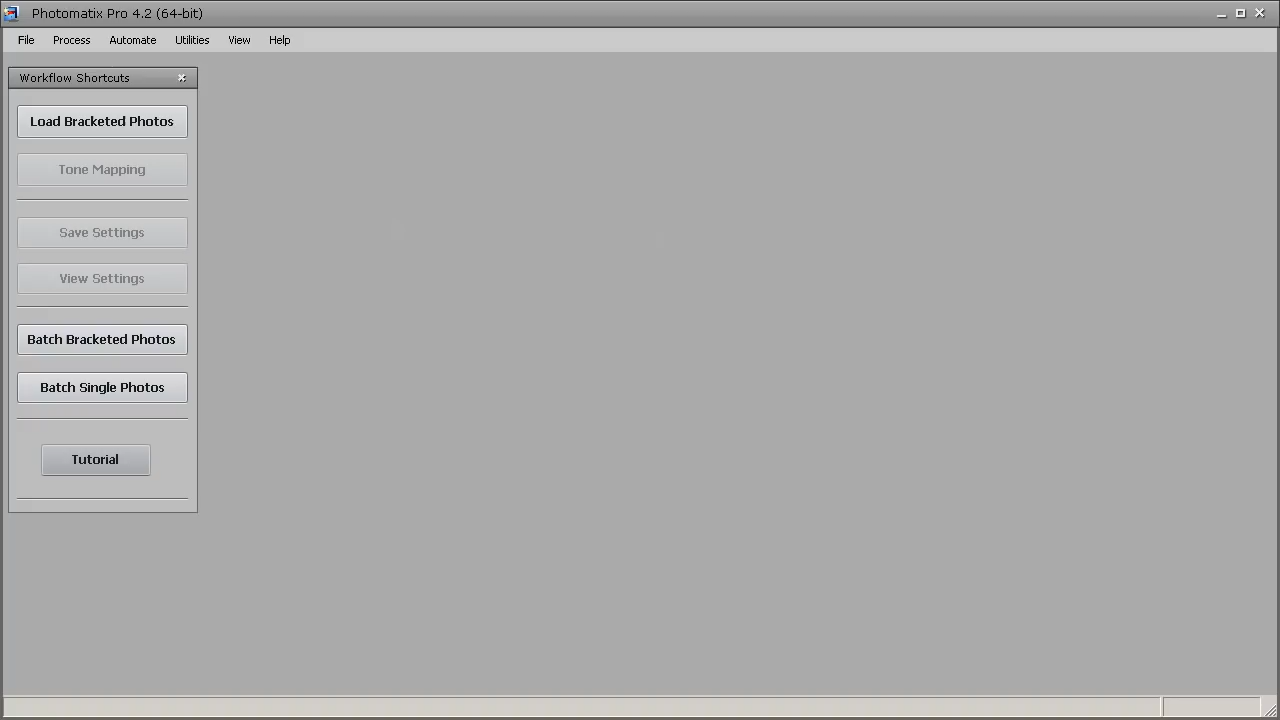 Photomatix Pro 4.2 (64-bit)
File Process Automate Utilities View Help
Workflow Shortcuts
Load Bracketed Photos
Tone Mapping
Save Settings
View Settings
Batch Bracketed Photos
Batch Single Photos
Tutorial